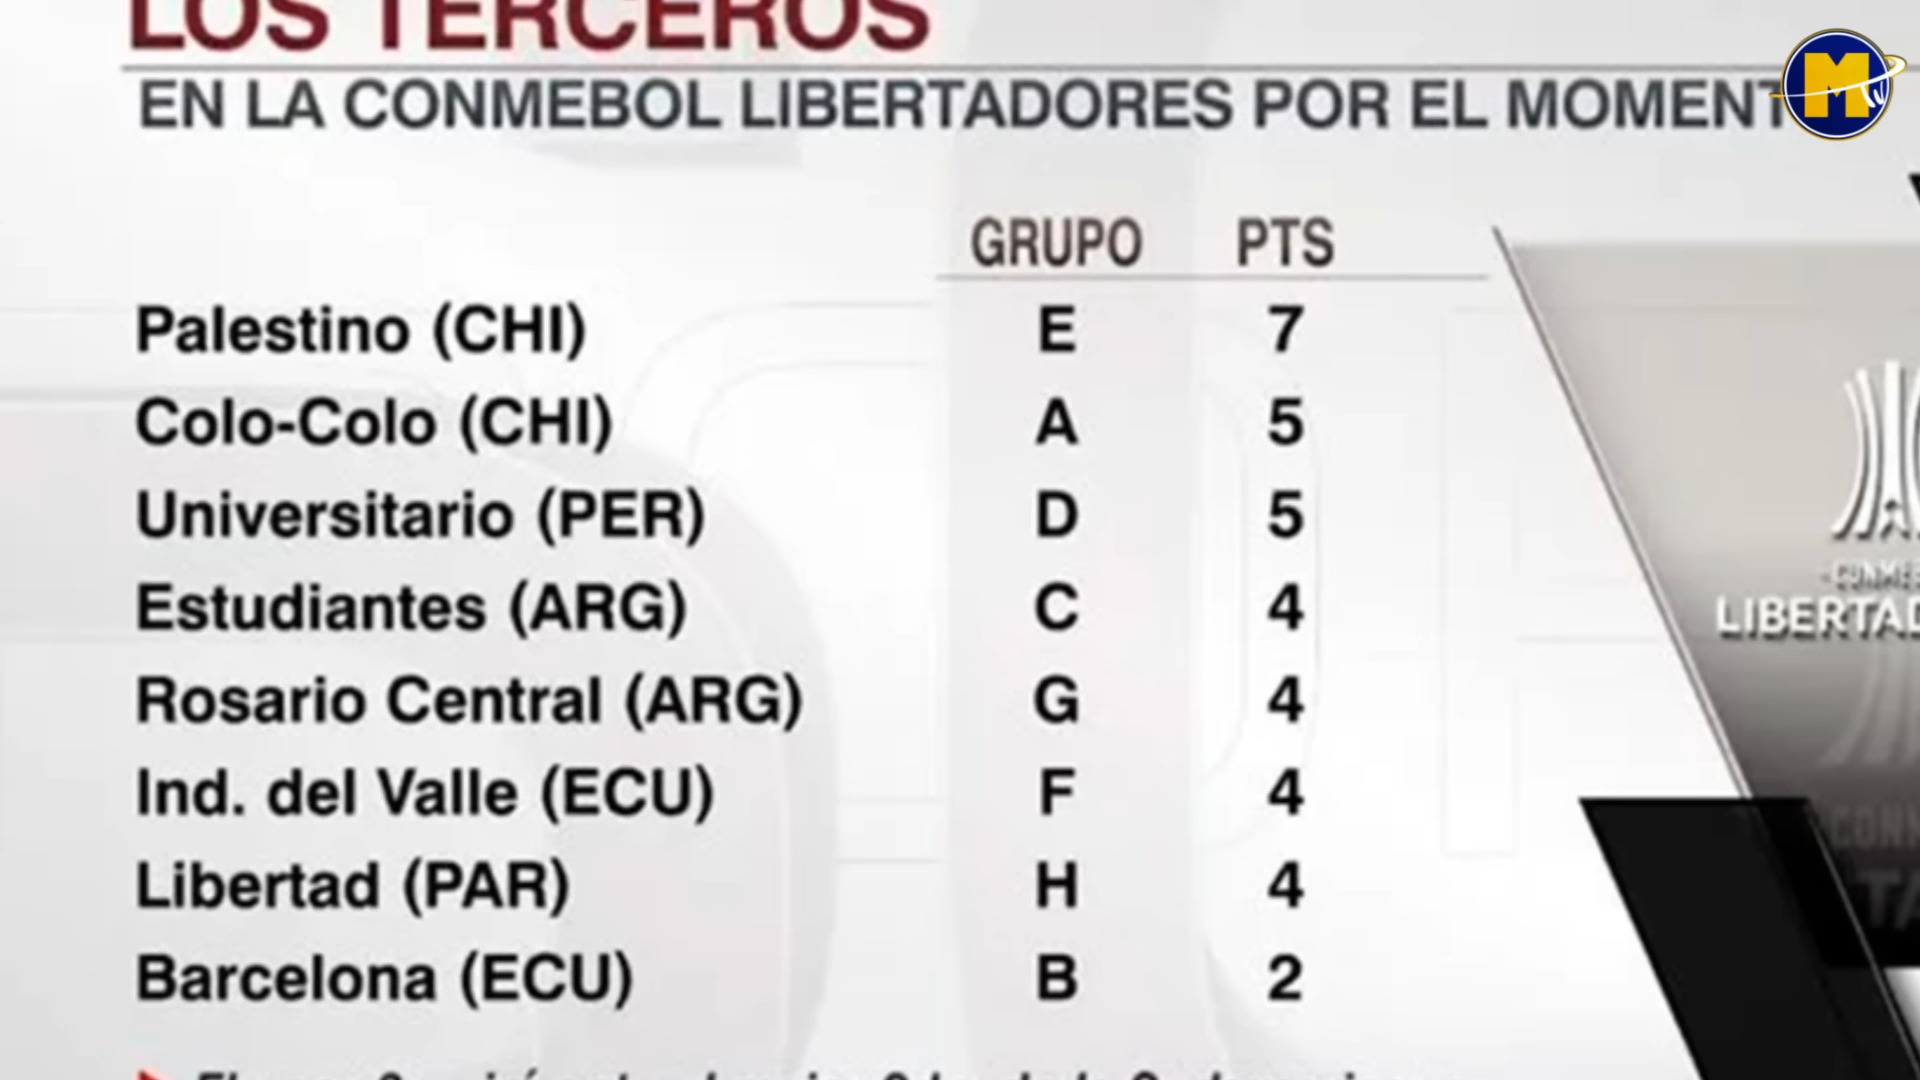 LOS TERCEROS
EN LA CONMEBOL LIBERTADORES POR EL MOMENT
GRUPO PTS
Palestino (CHI) E 7
Colo-Colo (CHI) A 5
Universitario (PER) D 5
Estudiantes (ARG) C 4
Rosario Central (ARG) G 4
Ind. del Valle (ECU) F 4
Libertad (PAR) H 4
Barcelona (ECU) B 2
M